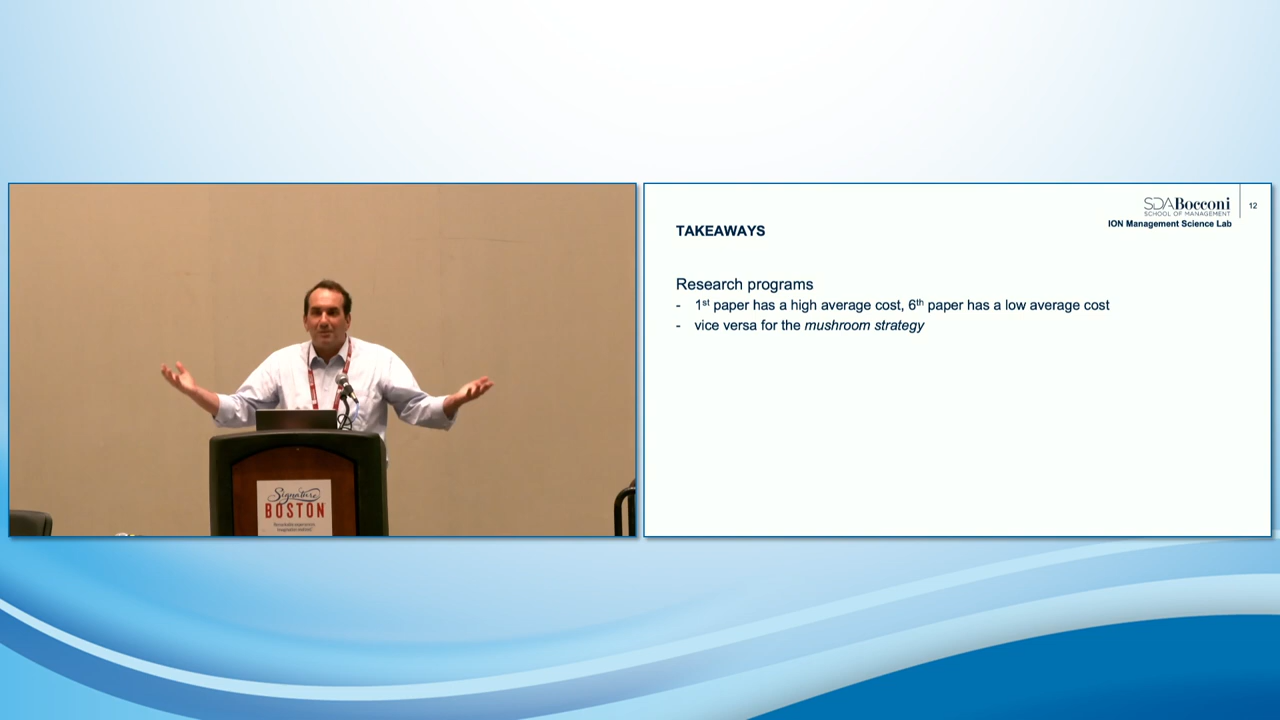 SDABocconi
SCHOOL OF MANAGEMENT
12
ION Management Science Lab
TAKEAWAYS
Research programs
- 1st paper has a high average cost, 6th paper has a low average cost
- vice versa for the mushroom strategy
Signature
BOSTON